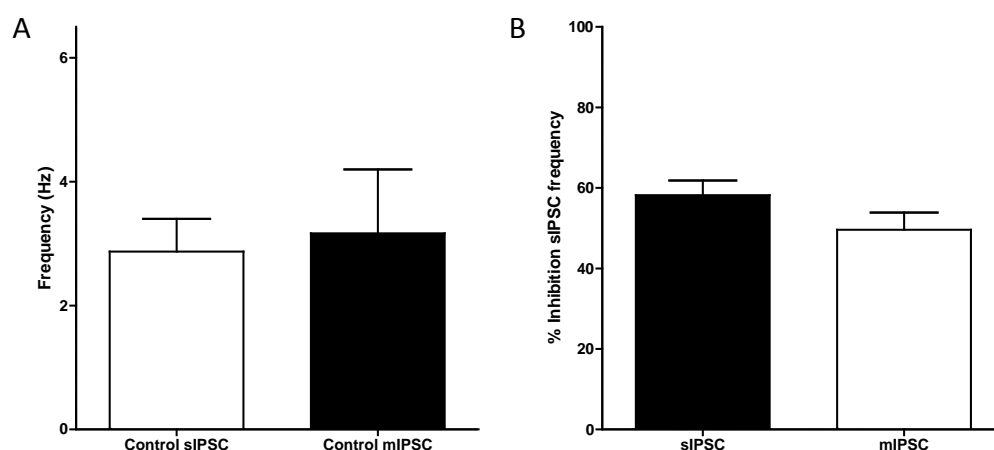 A
Frequency (Hz)
6
4
2
0
Control sIPSC
Control mIPSC
B
% Inhibition sIPSC frequency
100
80
60
40
20
0
sIPSC
mIPSC